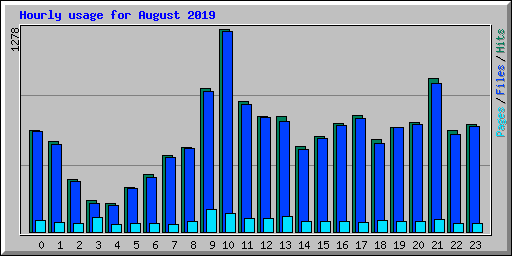 Hourly usage for August 2019
1278
Pages/Files/Hits
0 1 2 3 4 5 6 7 8 9 10 11 12 13 14 15 16 17 18 19 20 21 22 23